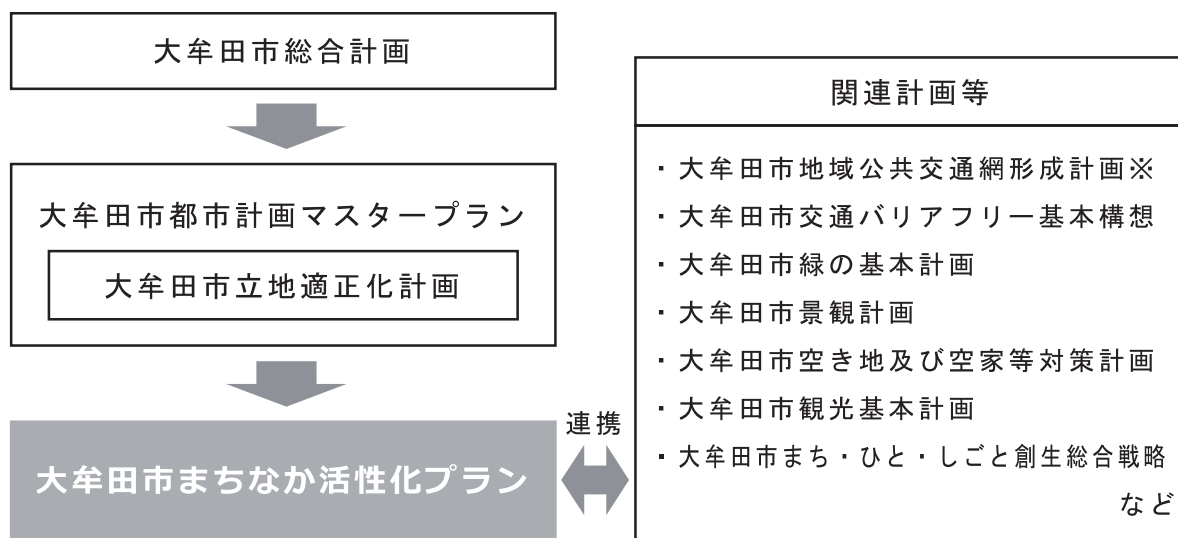 大牟田市総合計画
大牟田市都市計画マスタープラン
大牟田市立地適正化計画
大牟田市まちなか活性化プラン
連携
関連計画等
・大牟田市地域公共交通網形成計画※
・大牟田市交通バリアフリー基本構想
・大牟田市緑の基本計画
・大牟田市景観計画
・大牟田市空き地及び空家等対策計画
・大牟田市観光基本計画
・大牟田市まち・ひと・しごと創生総合戦略
など